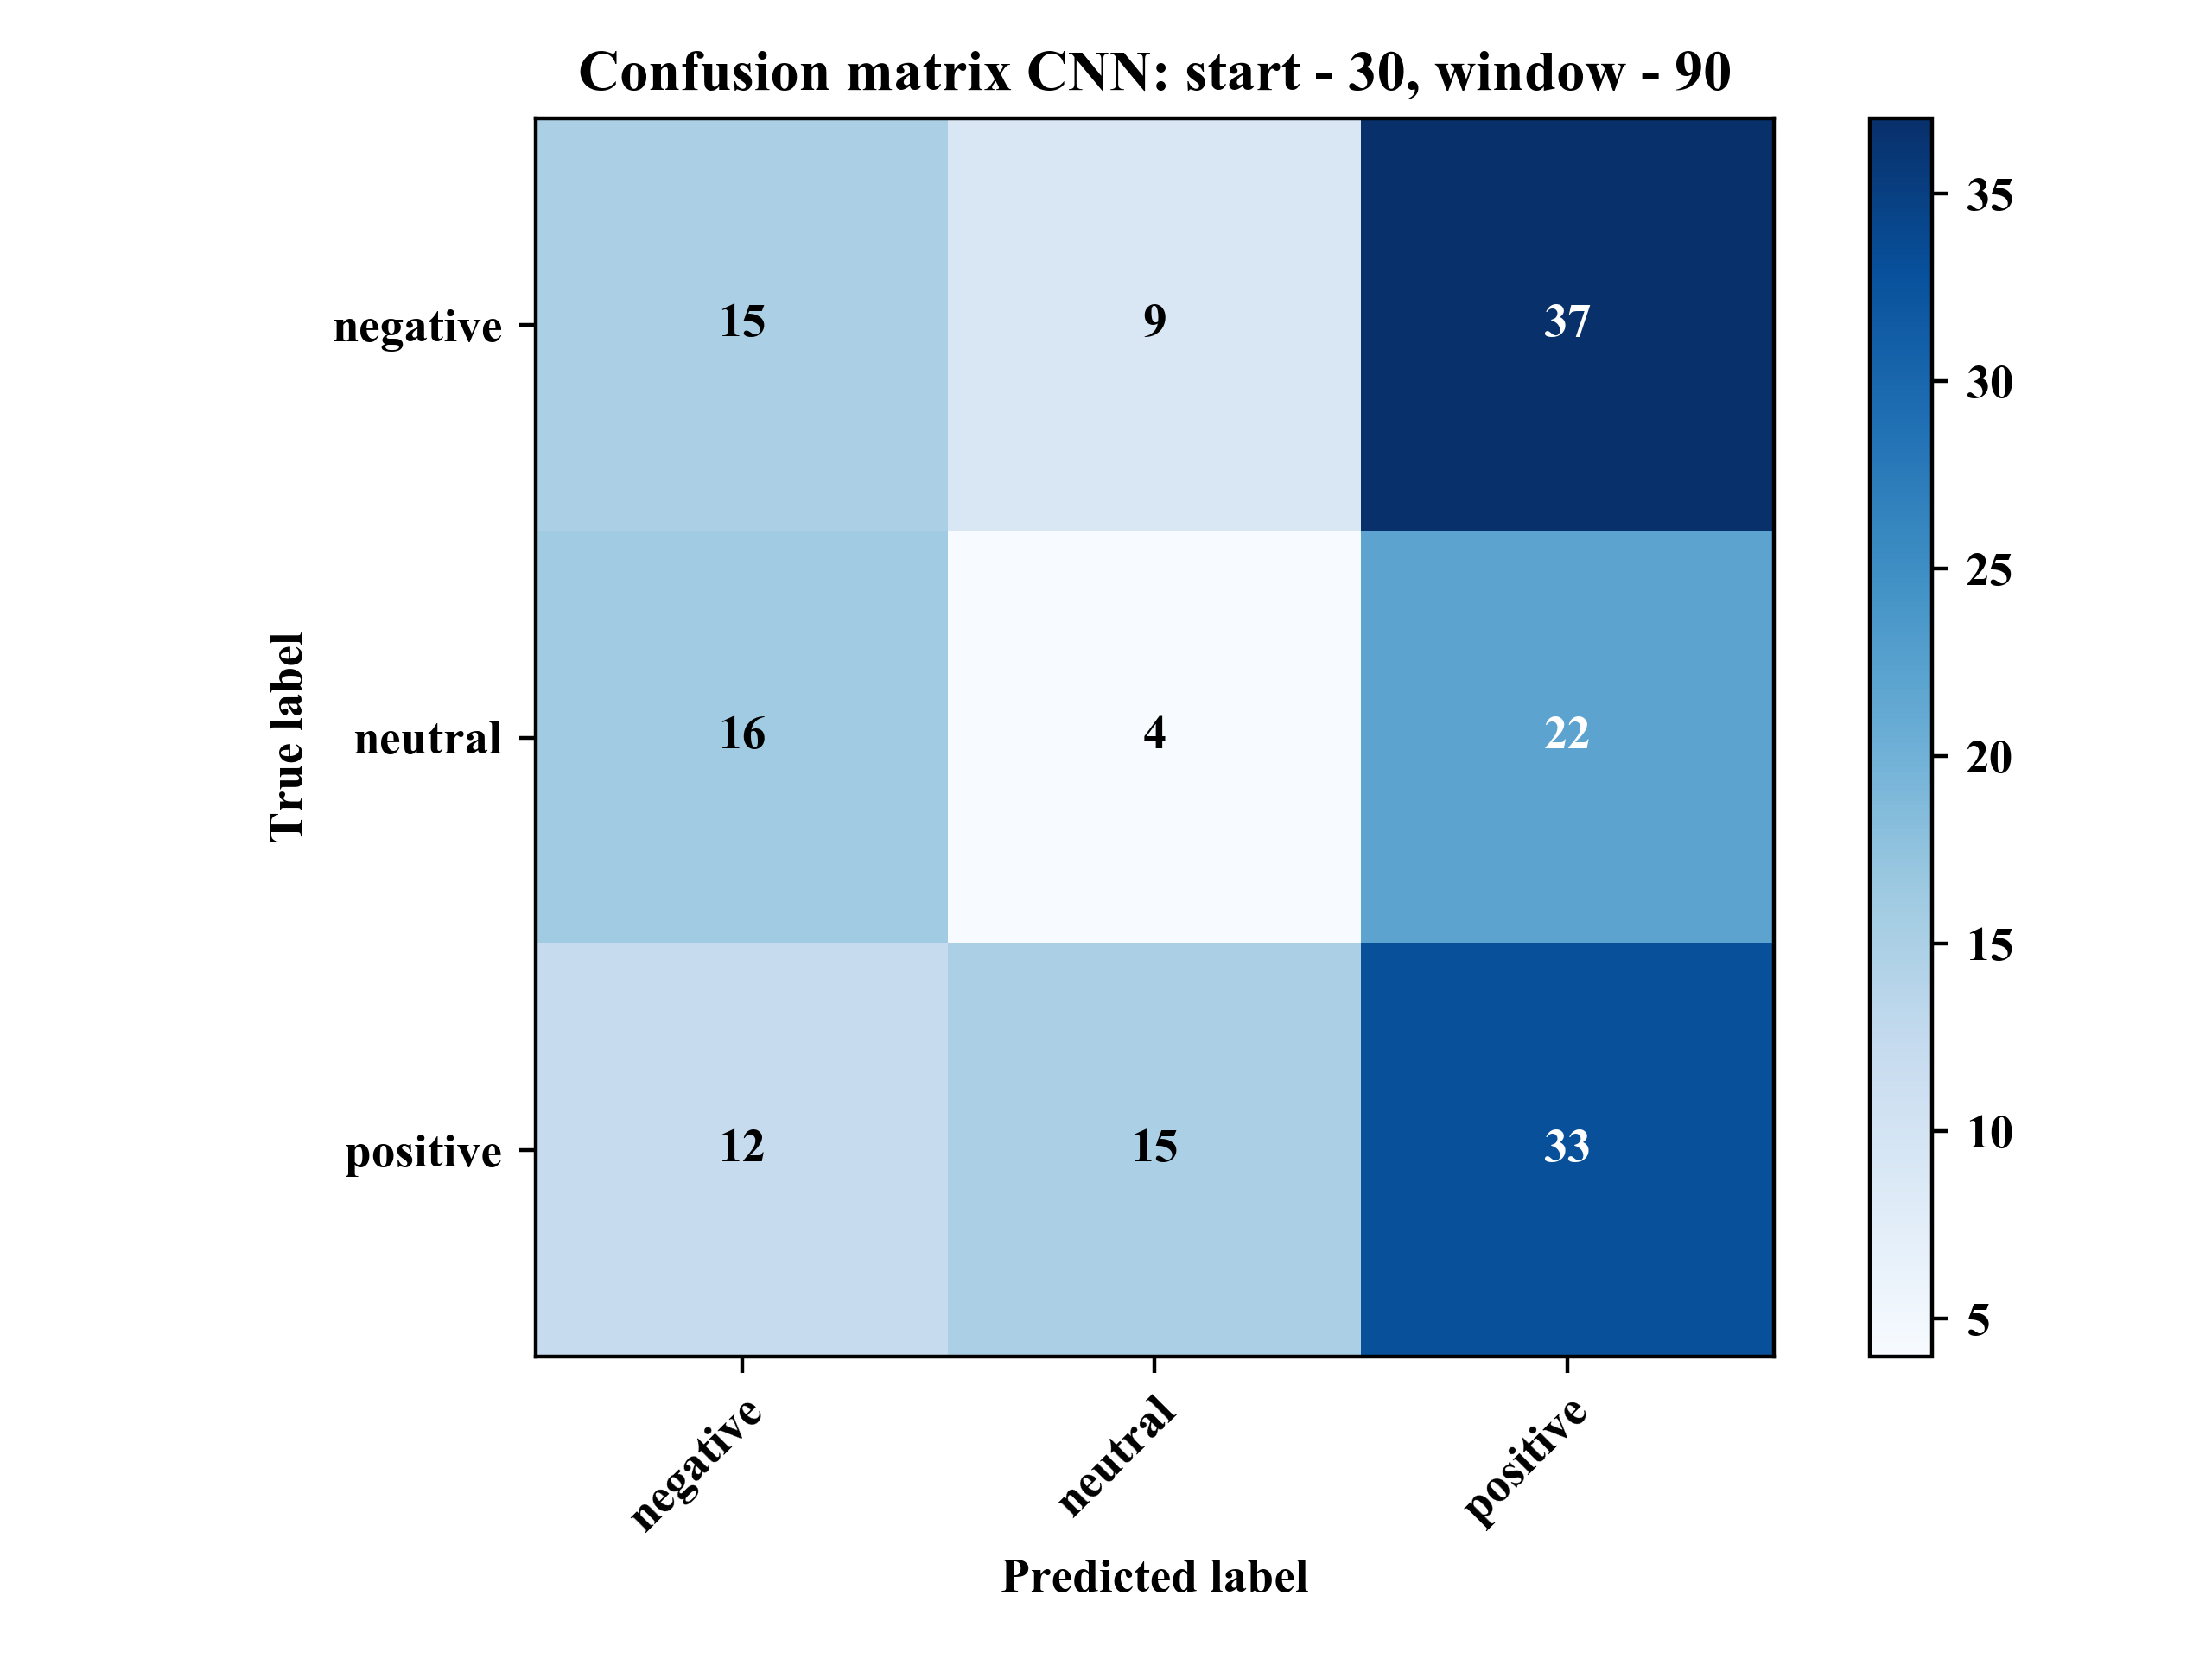 Confusion matrix CNN: start - 30, window - 90
True label
negative
15
9
37
neutral
16
4
22
positive
12
15
33
negative
neutral
positive
Predicted label
35
30
25
20
15
10
5